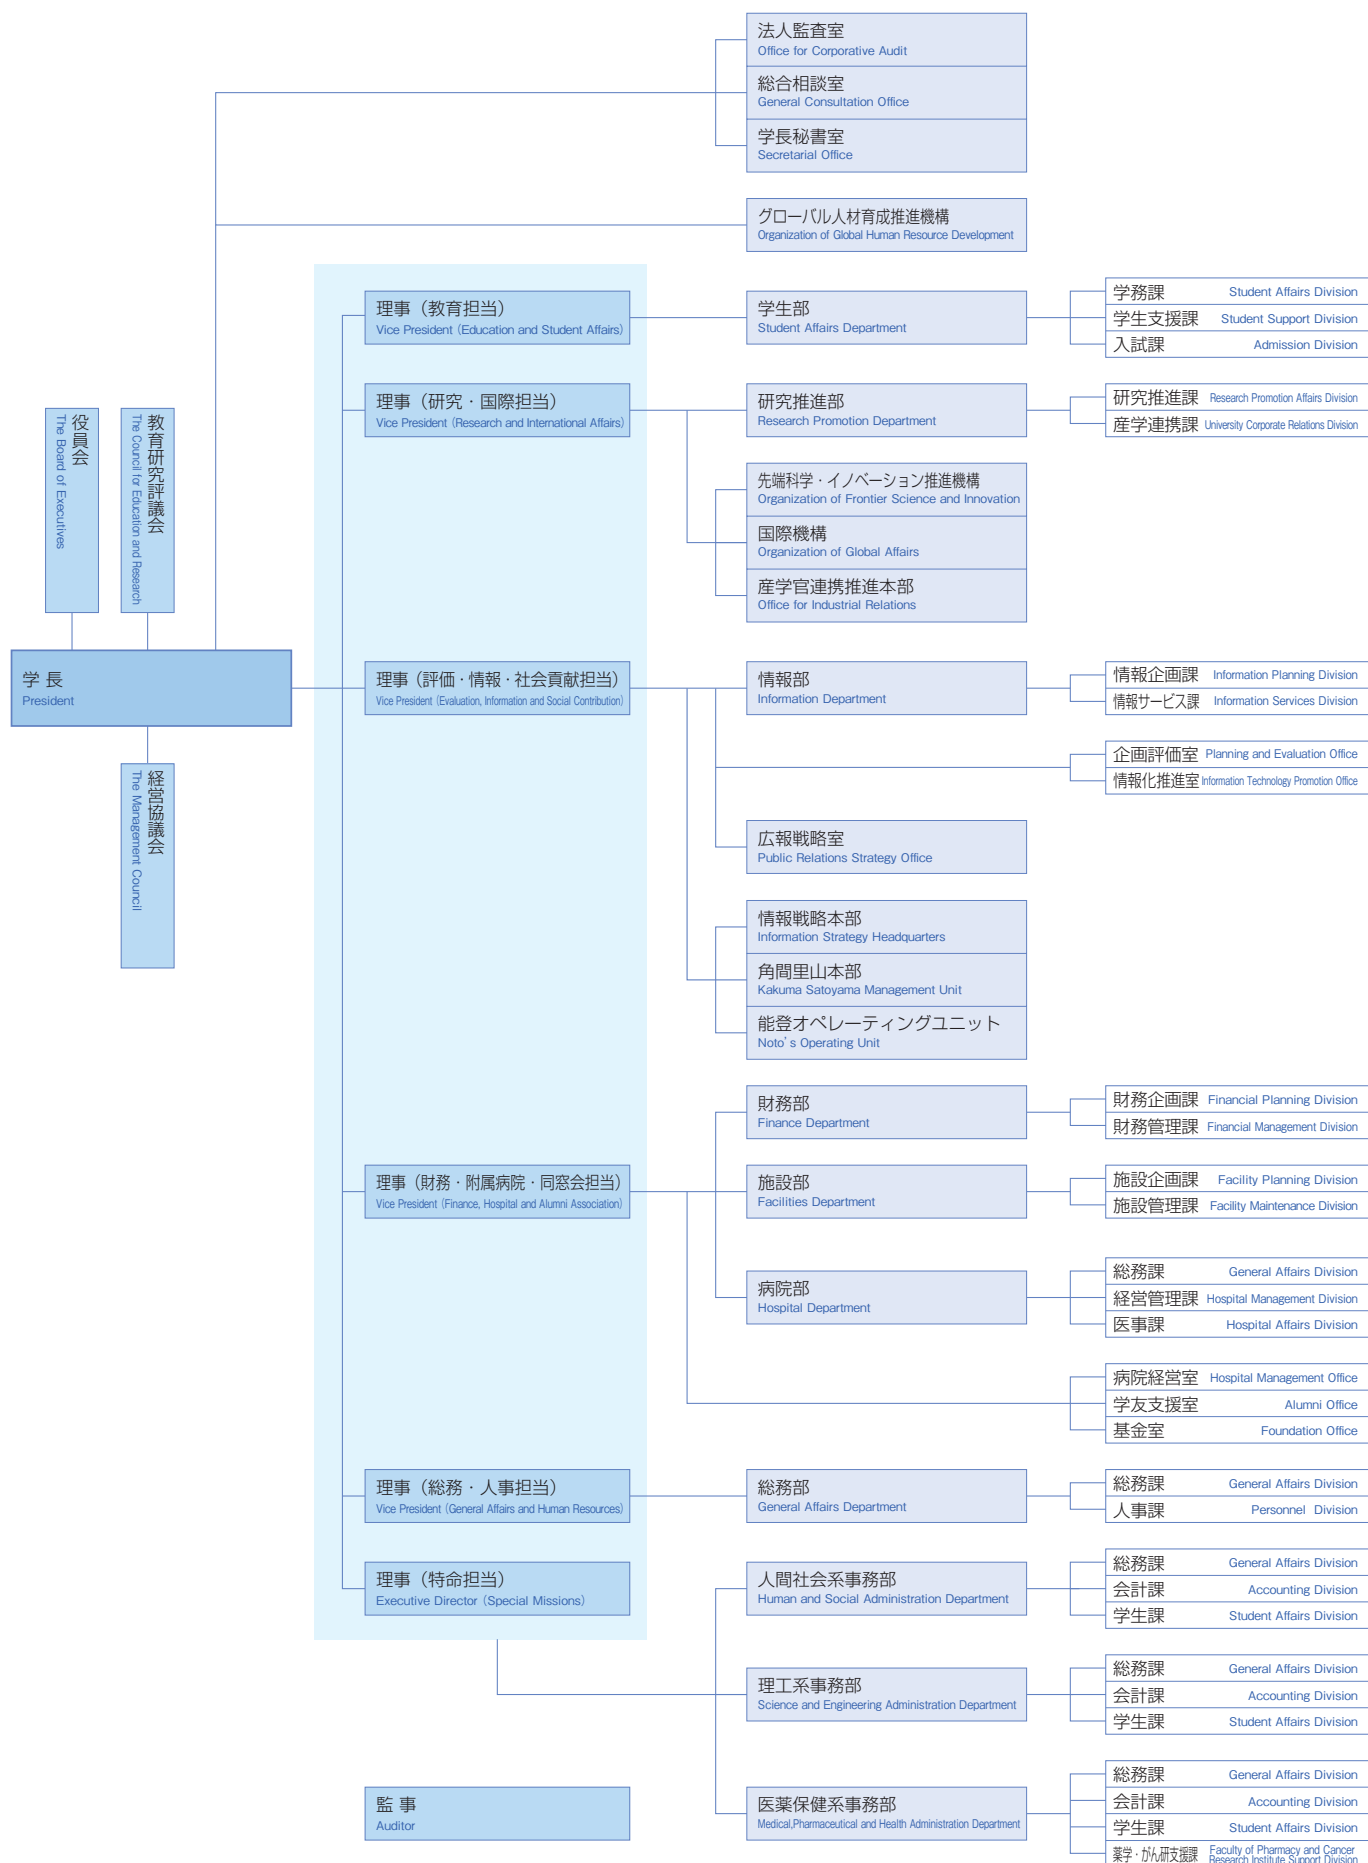 法人監査室
Office for Corporative Audit
総合相談室
General Consultation Office
学長秘書室
Secretarial Office
グローバル人材育成推進機構
Organization of Global Human Resource Development
理事（教育担当）
Vice President (Education and Student Affairs)
学生部
Student Affairs Department
学務課 Student Affairs Division
学生支援課 Student Support Division
入試課 Admission Division
理事（研究・国際担当）
Vice President (Research and International Affairs)
研究推進部
Research Promotion Department
研究推進課 Research Promotion Affairs Division
産学連携課 University Corporate Relations Division
先端科学・イノベーション推進機構
Organization of Frontier Science and Innovation
国際機構
Organization of Global Affairs
産学官連携推進本部
Office for Industrial Relations
役員会
The Board of Executives
教育研究評議会
The Council for Education and Research
学 長
President
経営協議会
The Management Council
理事（評価・情報・社会貢献担当）
Vice President (Evaluation, Information and Social Contribution)
情報部
Information Department
情報企画課 Information Planning Division
情報サービス課 Information Services Division
企画評価室 Planning and Evaluation Office
情報化推進室 Information Technology Promotion Office
広報戦略室
Public Relations Strategy Office
情報戦略本部
Information Strategy Headquarters
角間里山本部
Kakuma Satoyama Management Unit
能登オペレーティングユニット
Noto's Operating Unit
理事（財務・附属病院・同窓会担当）
Vice President (Finance, Hospital and Alumni Association)
財務部
Finance Department
財務企画課 Financial Planning Division
財務管理課 Financial Management Division
施設部
Facilities Department
施設企画課 Facility Planning Division
施設管理課 Facility Maintenance Division
病院部
Hospital Department
総務課 General Affairs Division
経営管理課 Hospital Management Division
医事課 Hospital Affairs Division
病院経営室 Hospital Management Office
学友支援室 Alumni Office
基金室 Foundation Office
理事（総務・人事担当）
Vice President (General Affairs and Human Resources)
総務部
General Affairs Department
総務課 General Affairs Division
人事課 Personnel Division
理事（特命担当）
Executive Director (Special Missions)
人間社会系事務部
Human and Social Administration Department
総務課 General Affairs Division
会計課 Accounting Division
学生課 Student Affairs Division
理工系事務部
Science and Engineering Administration Department
総務課 General Affairs Division
会計課 Accounting Division
学生課 Student Affairs Division
監 事
Auditor
医薬保健系事務部
Medical,Pharmaceutical and Health Administration Department
総務課 General Affairs Division
会計課 Accounting Division
学生課 Student Affairs Division
薬学・がん研支援課 Faculty of Pharmacy and Cancer
Research Institute Support Division